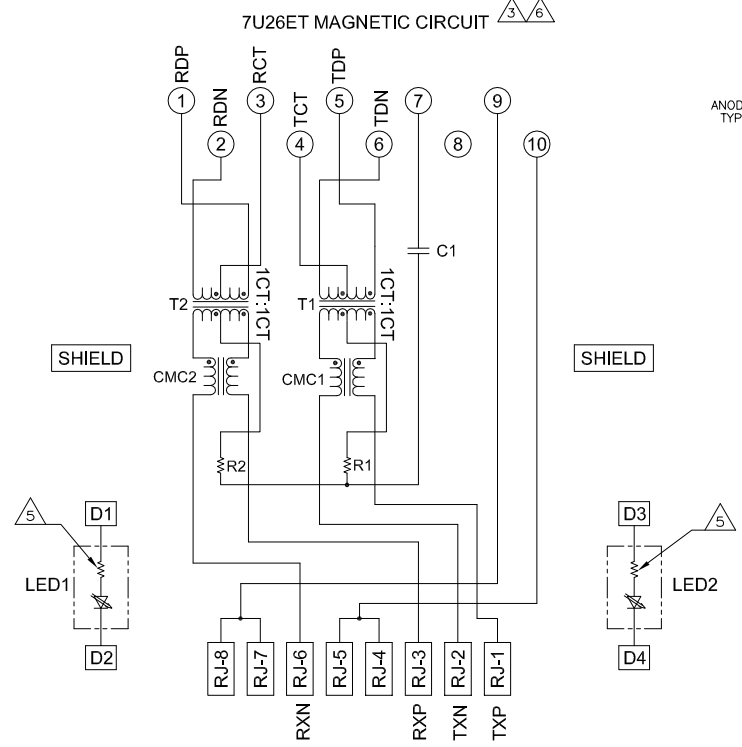 7U26ET MAGNETIC CIRCUIT 3 6
RDP
RDN
RCT
TCT
TDP
TDN
1
3
5
7
9
2
4
6
8
10
ANOD
TYP
C1
T2
1CT:1CT
T1
1CT:1CT
SHIELD
SHIELD
CMC2
CMC1
R2
R1
5
D1
LED1
D2
D3
5
LED2
D4
RJ-8
RJ-7
RJ-6
RJ-5
RJ-4
RJ-3
RJ-2
RJ-1
RXN
RXP
TXN
TXP